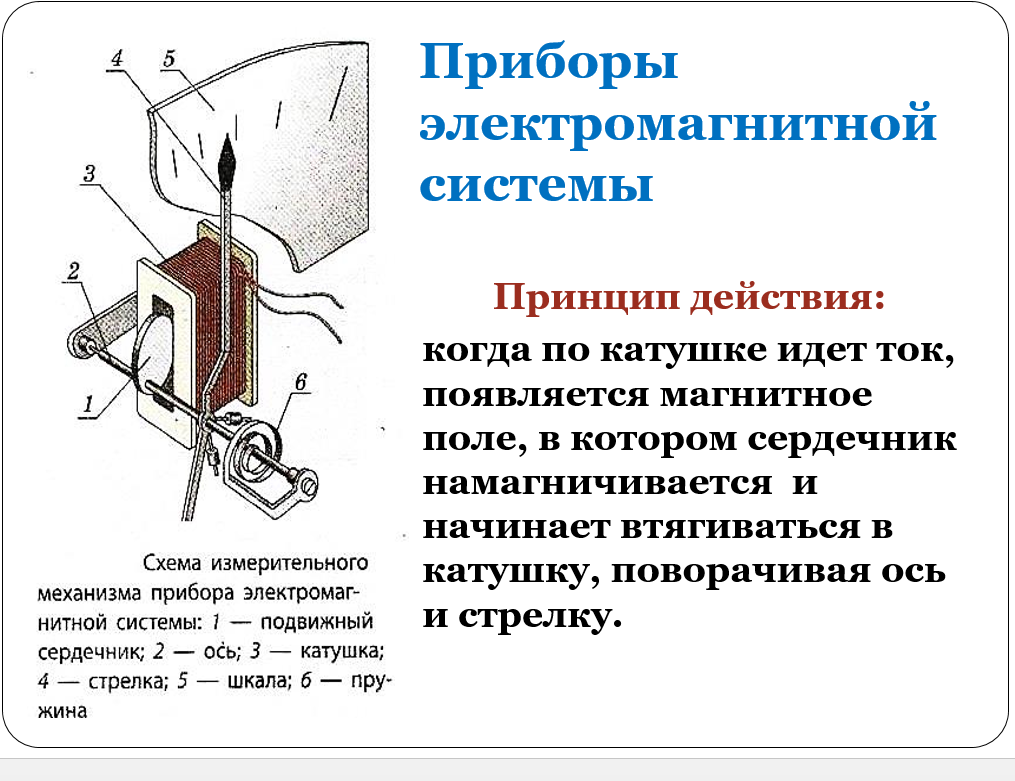 4
5
3
2
1
6
Схема измерительного
механизма прибора электромаг-
нитной системы: 1 — подвижный
сердечник; 2 — ось; 3 — катушка;
4 — стрелка; 5 — шкала; 6 — пру-
жина
Приборы
электромагнитной
системы
Принцип действия:
когда по катушке идет ток,
появляется магнитное
поле, в котором сердечник
намагничивается и
начинает втягиваться в
катушку, поворачивая ось
и стрелку.